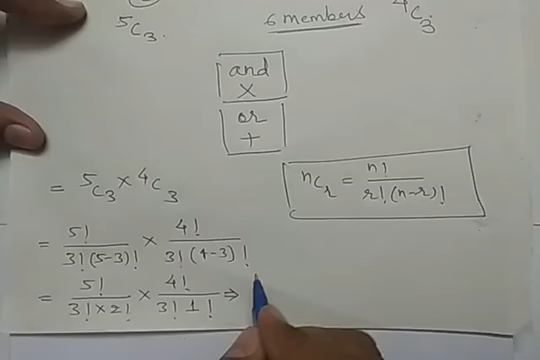 ⁵C₃. 6 members ⁴C₃
and
×
or
+
= ⁵C₃ × ⁴C₃
ⁿCᵣ = n! / r!(n-r)!
= 5! / 3!(5-3)! × 4! / 3!(4-3)!
= 5! / 3! × 2! × 4! / 3! 1! ⇒